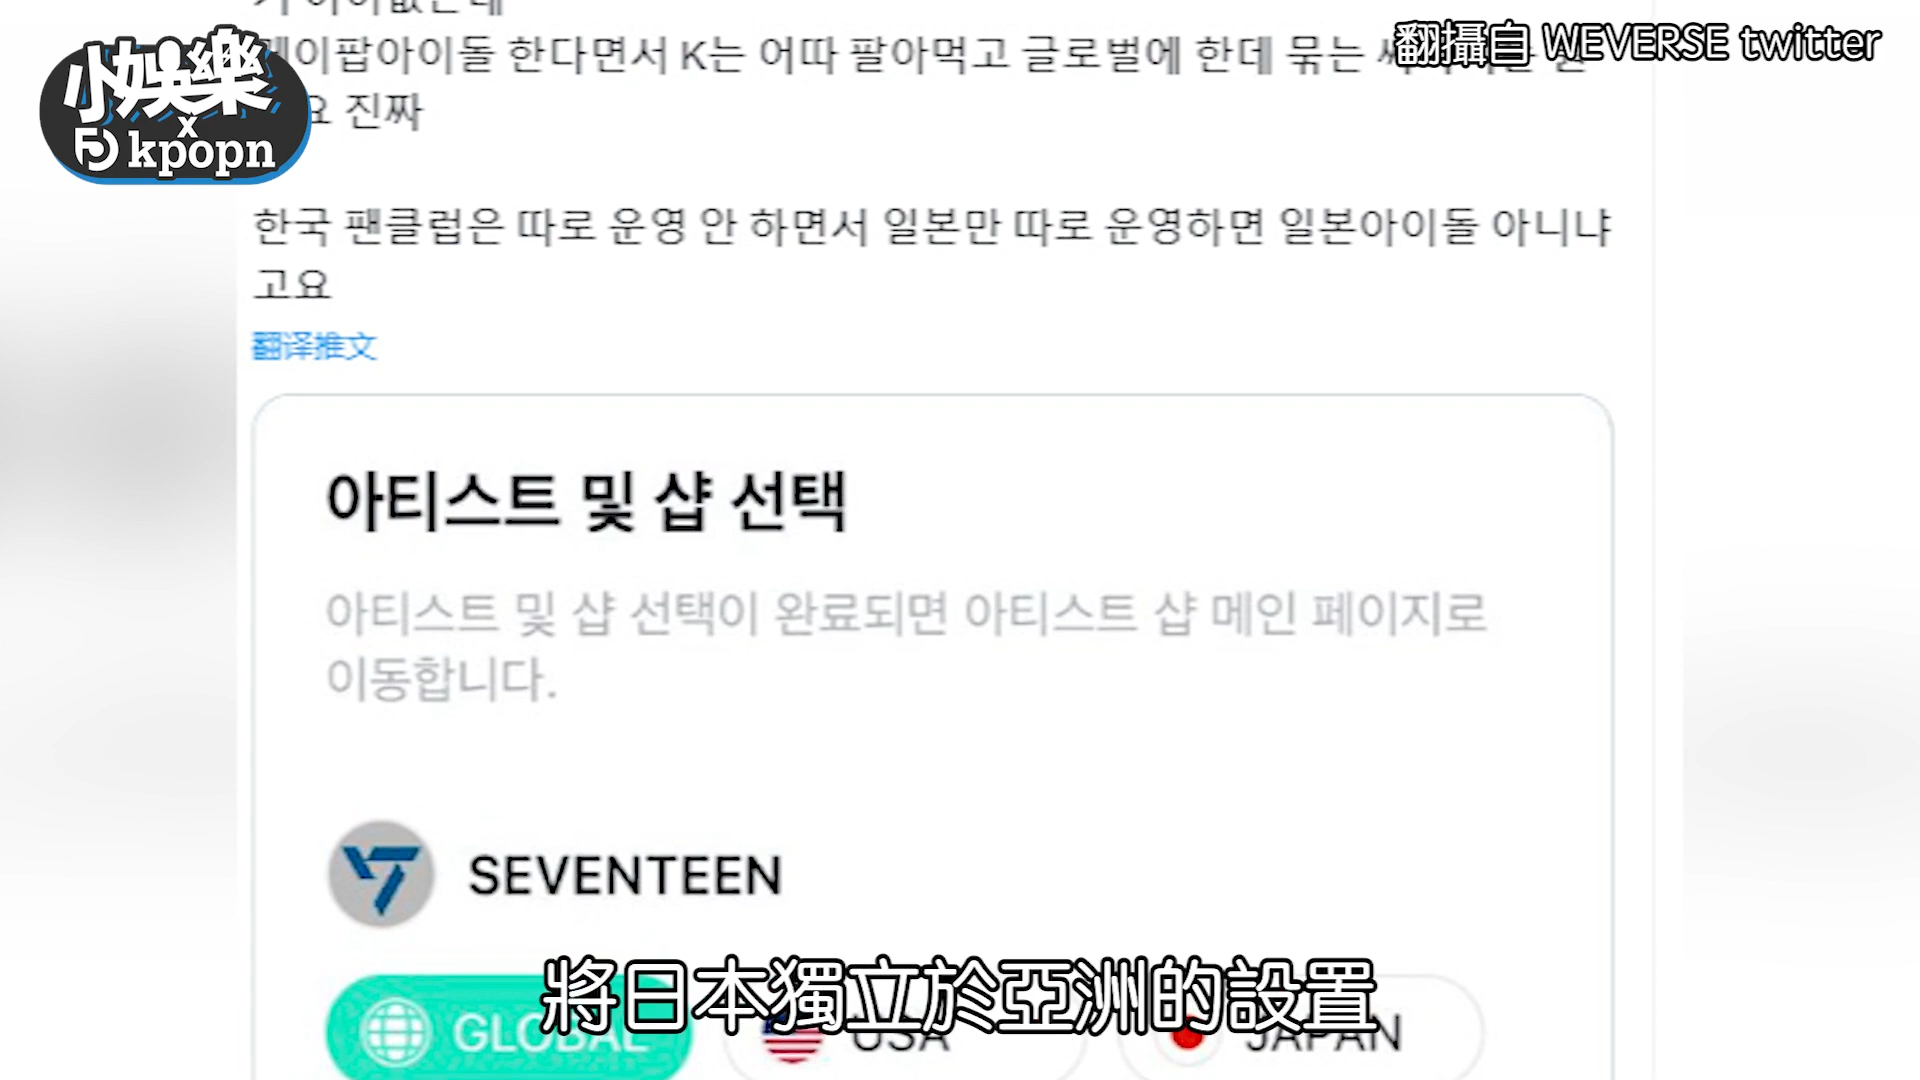 小娛樂
x
kpopn
翻攝自 WEVERSE twitter
케이팝아이돌 한다면서 K는 어따 팔아먹고 글로벌에 한데 묶는
요 진짜
한국 팬클럽은 따로 운영 안 하면서 일본만 따로 운영하면 일본아이돌 아니냐
고요
翻译推文
아티스트 및 샵 선택
아티스트 및 샵 선택이 완료되면 아티스트 샵 메인 페이지로
이동합니다.
SEVENTEEN
GLOBAL USA JAPAN
將日本獨立於亞洲的設置